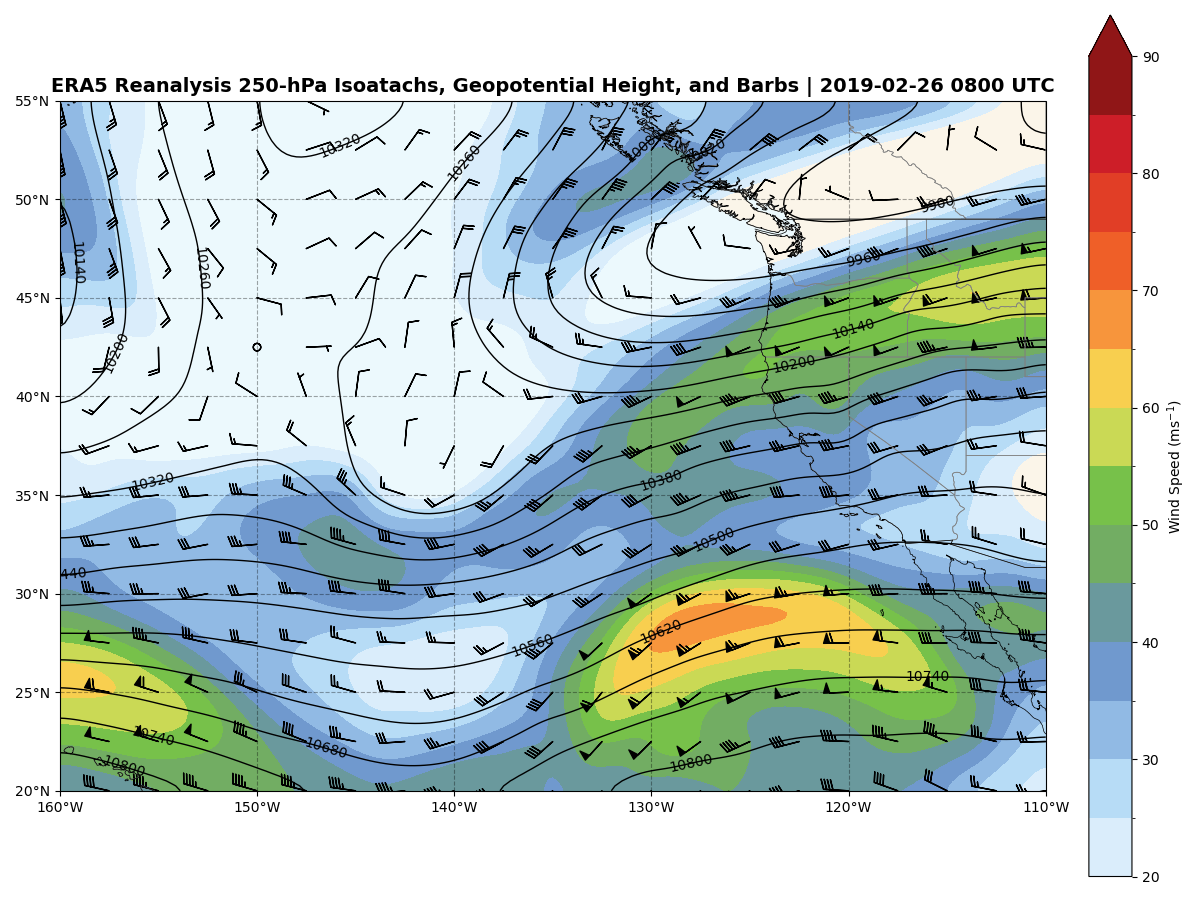 ERA5 Reanalysis 250-hPa Isoatachs, Geopotential Height, and Barbs | 2019-02-26 0800 UTC
55°N
50°N
45°N
40°N
35°N
30°N
25°N
20°N
160°W
150°W
140°W
130°W
120°W
110°W
10320
10260
10020
9900
10140
10260
9960
10140
10200
10200
10320
10380
10500
440
10560
10620
10740
10740
10680
10800
10800
90
80
70
60
50
40
30
20
Wind Speed (ms⁻¹)